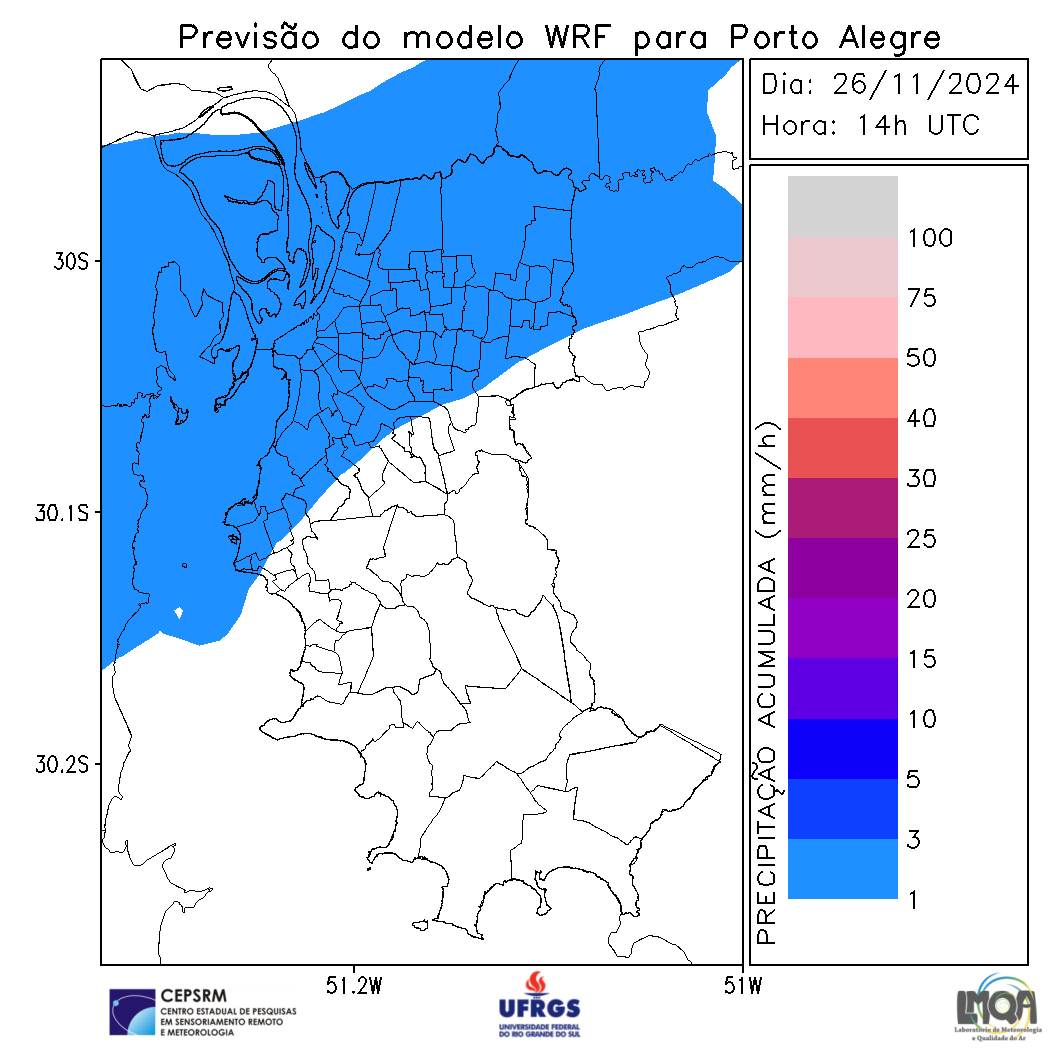 Previsão do modelo WRF para Porto Alegre
Dia: 26/11/2024
Hora: 14h UTC
30S
30.1S
30.2S
51.2W
51W
PRECIPITAÇÃO ACUMULADA (mm/h)
100
75
50
40
30
25
20
15
10
5
3
1
CEPSRM
CENTRO ESTADUAL DE PESQUISAS
EM SENSORIAMENTO REMOTO
E METEOROLOGIA
UFRGS
UNIVERSIDADE FEDERAL
DO RIO GRANDE DO SUL
LMQA
Laboratório de Meteorologia
e Qualidade do Ar